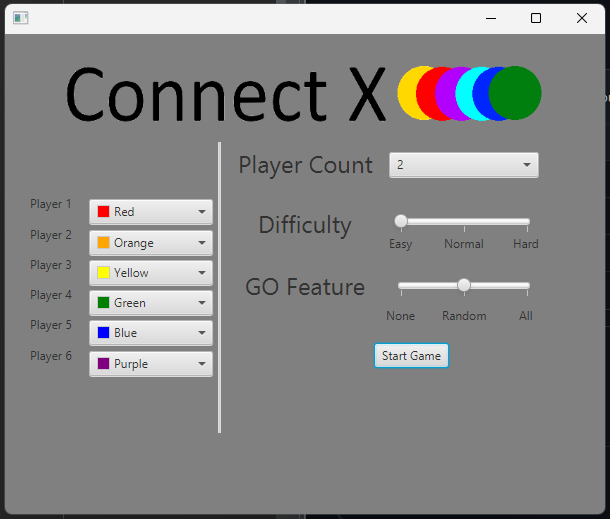 Connect X
Player Count 2
Difficulty
Easy Normal Hard
GO Feature
None Random All
Start Game
Player 1 Red
Player 2 Orange
Player 3 Yellow
Player 4 Green
Player 5 Blue
Player 6 Purple